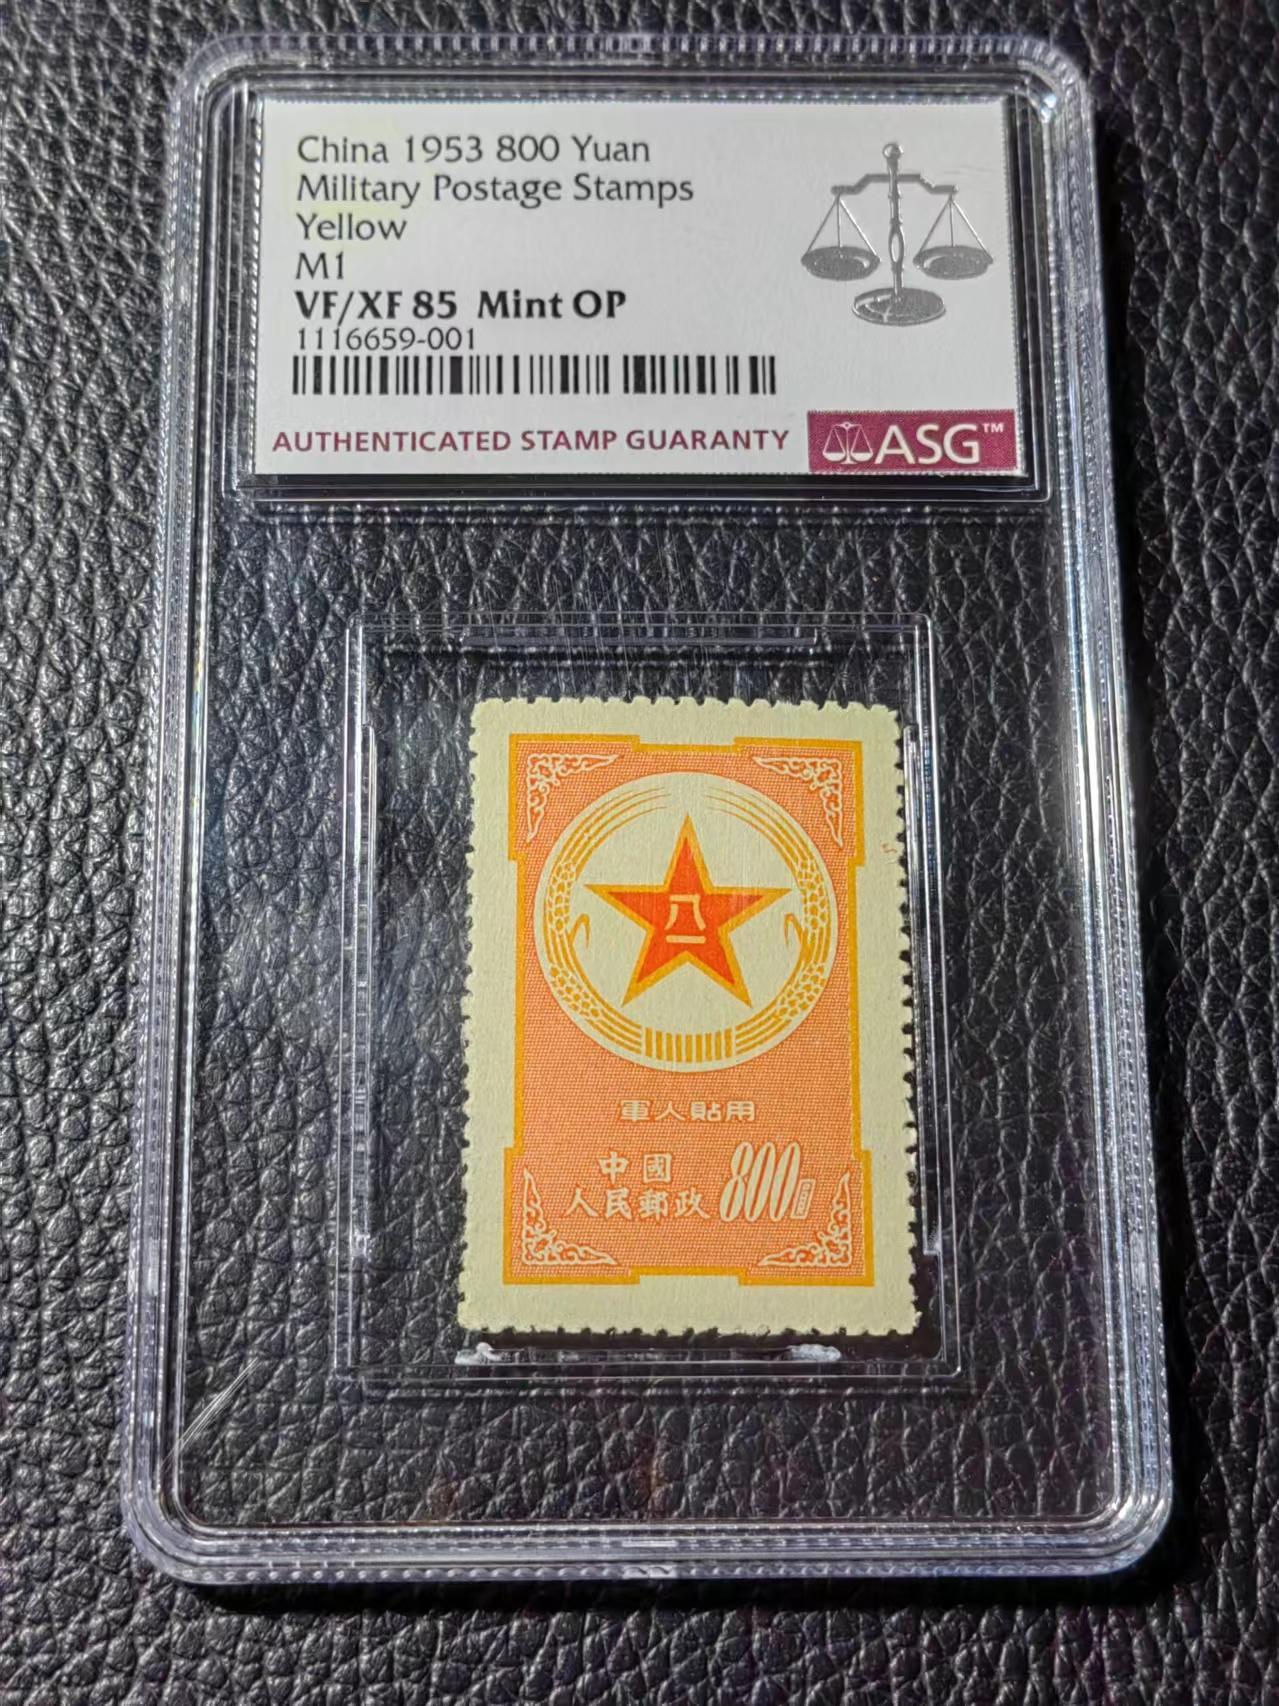 China 1953 800 Yuan
Military Postage Stamps
Yellow
M1
VF/XF 85 Mint OP
1116659-001
AUTHENTICATED STAMP GUARANTY
ASG™
八一
軍人貼用
中國
人民郵政 800圓